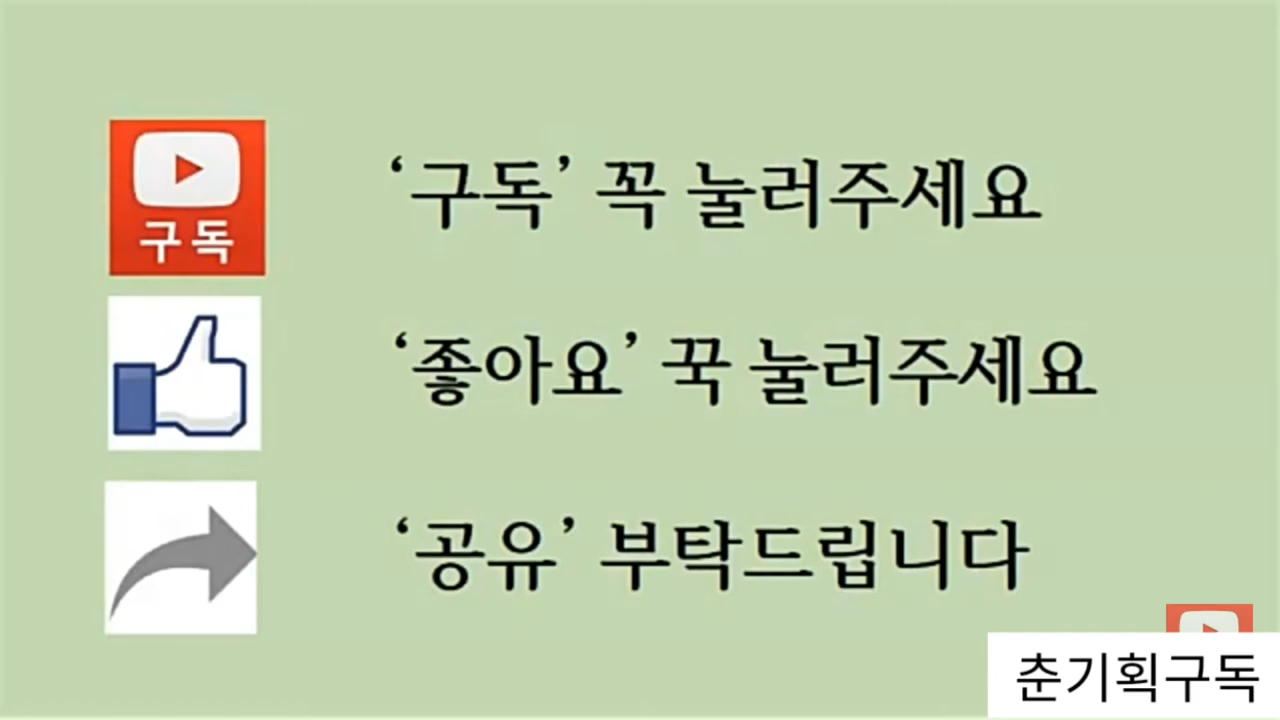 구독
‘구독’ 꼭 눌러주세요
‘좋아요’ 꾹 눌러주세요
‘공유’ 부탁드립니다
춘기획구독